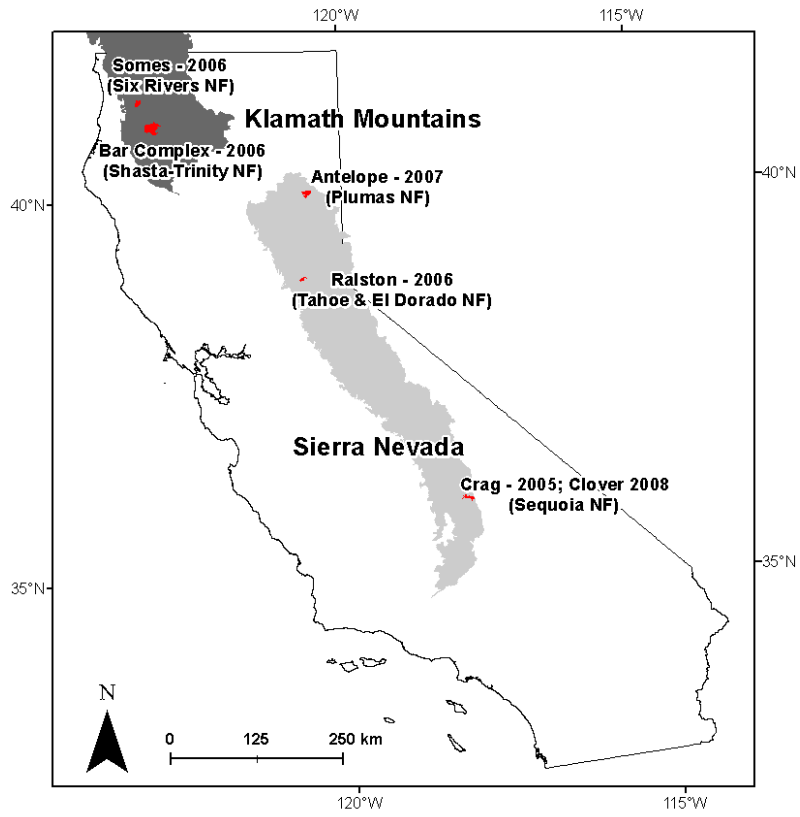 120°W 115°W
Somes - 2006
(Six Rivers NF)
Klamath Mountains
Bar Complex - 2006
(Shasta-Trinity NF)
Antelope - 2007
(Plumas NF)
40°N
40°N
Ralston - 2006
(Tahoe & El Dorado NF)
Sierra Nevada
Crag - 2005; Clover 2008
(Sequoia NF)
35°N
35°N
N
0 125 250 km
120°W 115°W